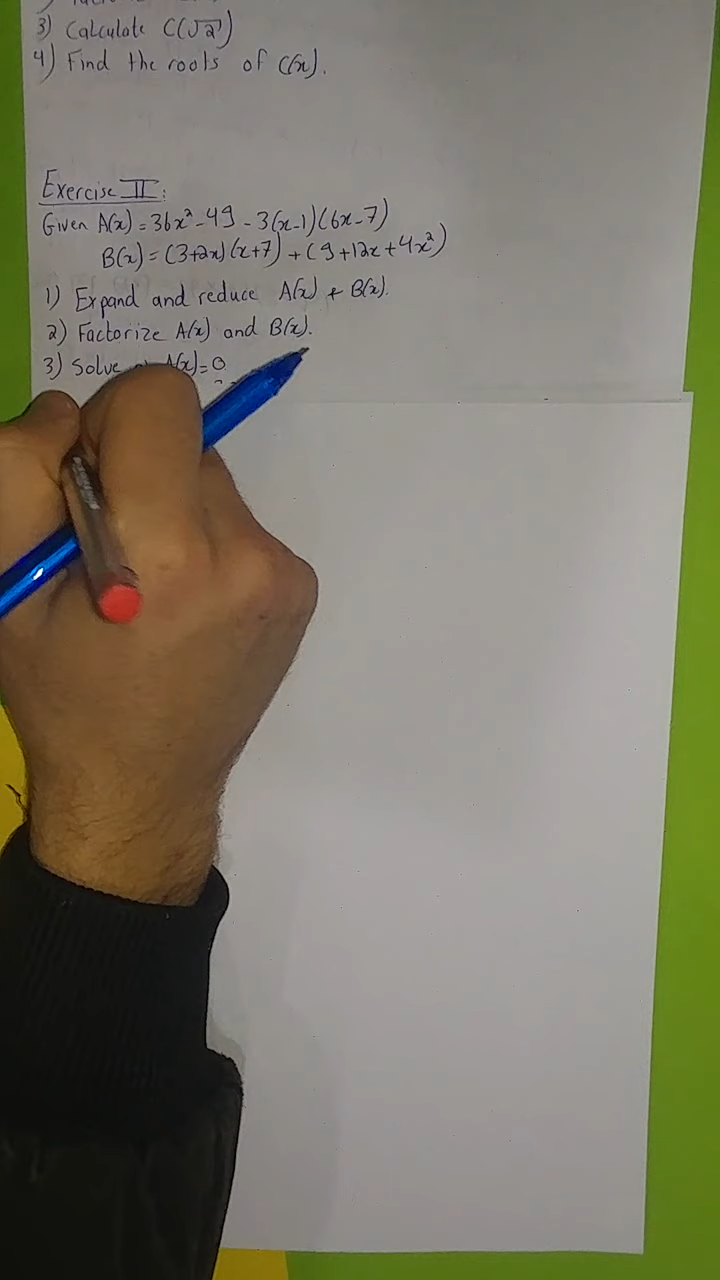 3) Calculate C(√2)
4) Find the roots of C(x).
Exercise II:
Given A(x) = 36x² - 49 - 3(x-1)(6x-7)
B(x) = (3+2x)(x+7) + (9+12x+4x²)
1) Expand and reduce A(x) + B(x).
2) Factorize A(x) and B(x).
3) Solve A(x)=0